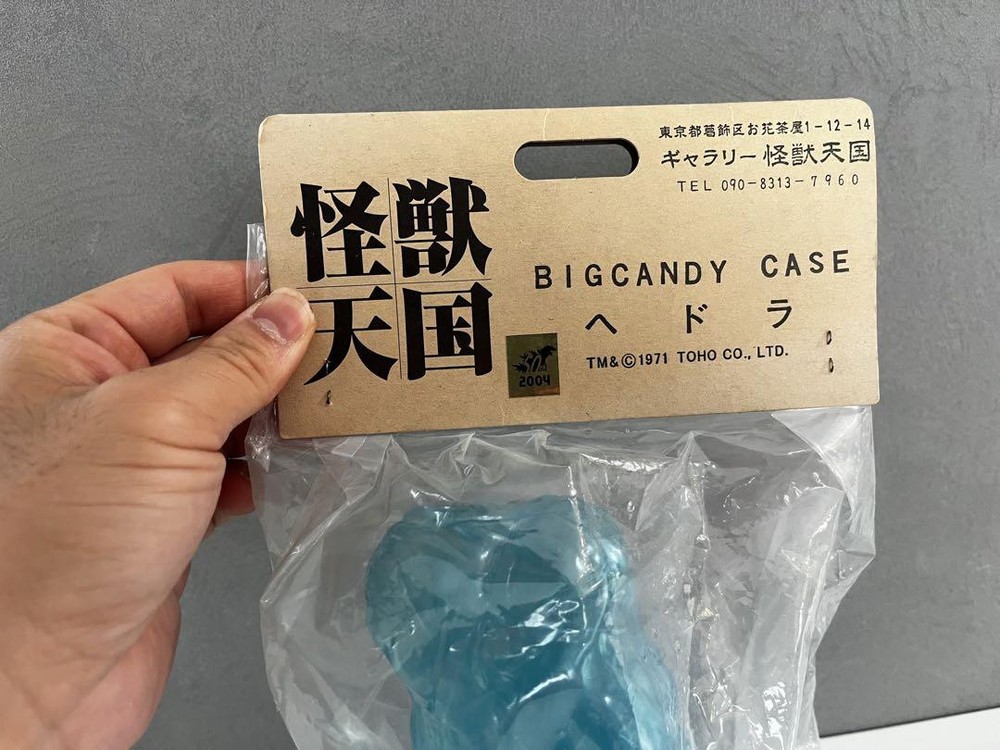 東京都葛飾区お花茶屋1-12-14
ギャラリー怪獣天国
TEL 090-8313-7960
怪獣
天国
BIGCANDY CASE
ヘドラ
TM&©1971 TOHO CO., LTD.
50th
2004